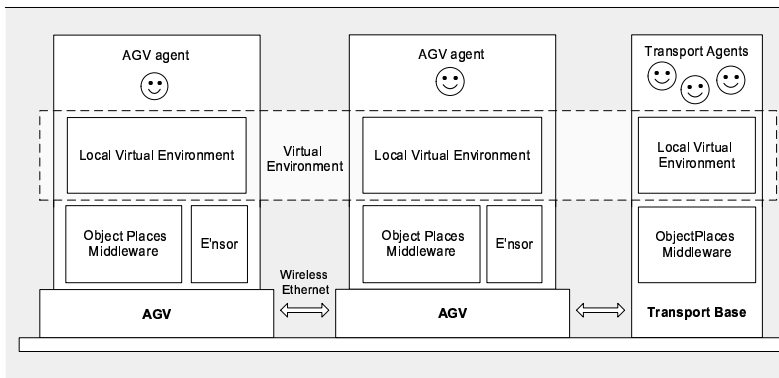 AGV agent
AGV agent
Transport Agents
Local Virtual Environment
Virtual
Environment
Local Virtual Environment
Local Virtual
Environment
Object Places
Middleware
E'nsor
Object Places
Middleware
E'nsor
ObjectPlaces
Middleware
Wireless
Ethernet
AGV
AGV
Transport Base